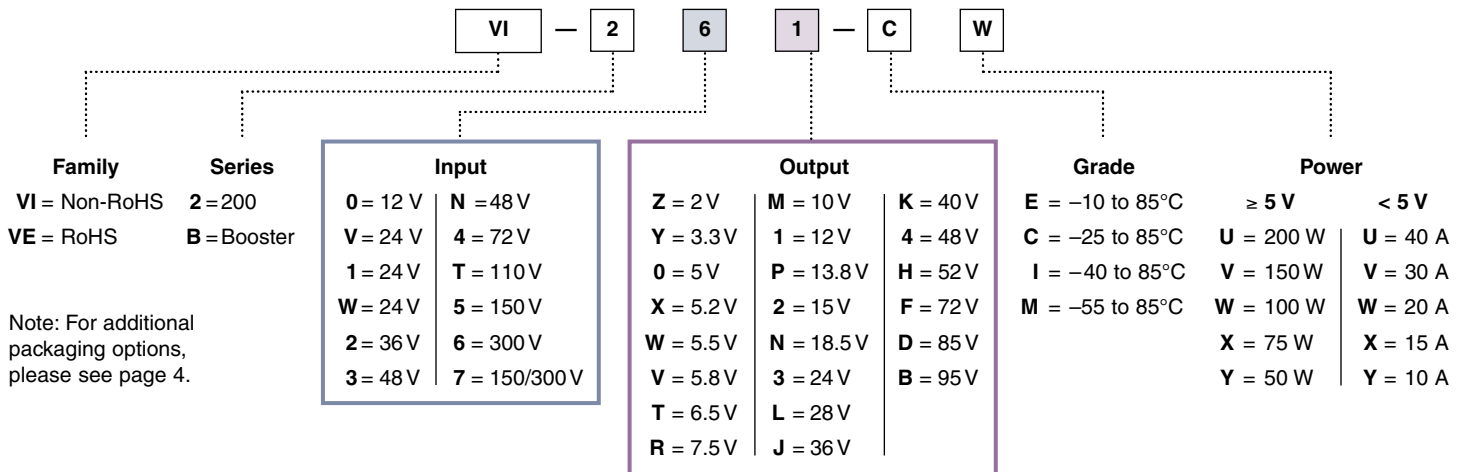 VI — 2 6 1 — C W
Family Series Input Output Grade Power
VI = Non-RoHS 2 = 200 0 = 12 V N = 48 V Z = 2 V M = 10 V K = 40 V E = –10 to 85°C ≥ 5 V < 5 V
VE = RoHS B = Booster V = 24 V 4 = 72 V Y = 3.3 V 1 = 12 V 4 = 48 V C = –25 to 85°C U = 200 W U = 40 A
1 = 24 V T = 110 V 0 = 5 V P = 13.8 V H = 52 V I = –40 to 85°C V = 150 W V = 30 A
Note: For additional W = 24 V 5 = 150 V X = 5.2 V 2 = 15 V F = 72 V M = –55 to 85°C W = 100 W W = 20 A
packaging options, 2 = 36 V 6 = 300 V W = 5.5 V N = 18.5 V D = 85 V X = 75 W X = 15 A
please see page 4. 3 = 48 V 7 = 150/300 V V = 5.8 V 3 = 24 V B = 95 V Y = 50 W Y = 10 A
T = 6.5 V L = 28 V
R = 7.5 V J = 36 V